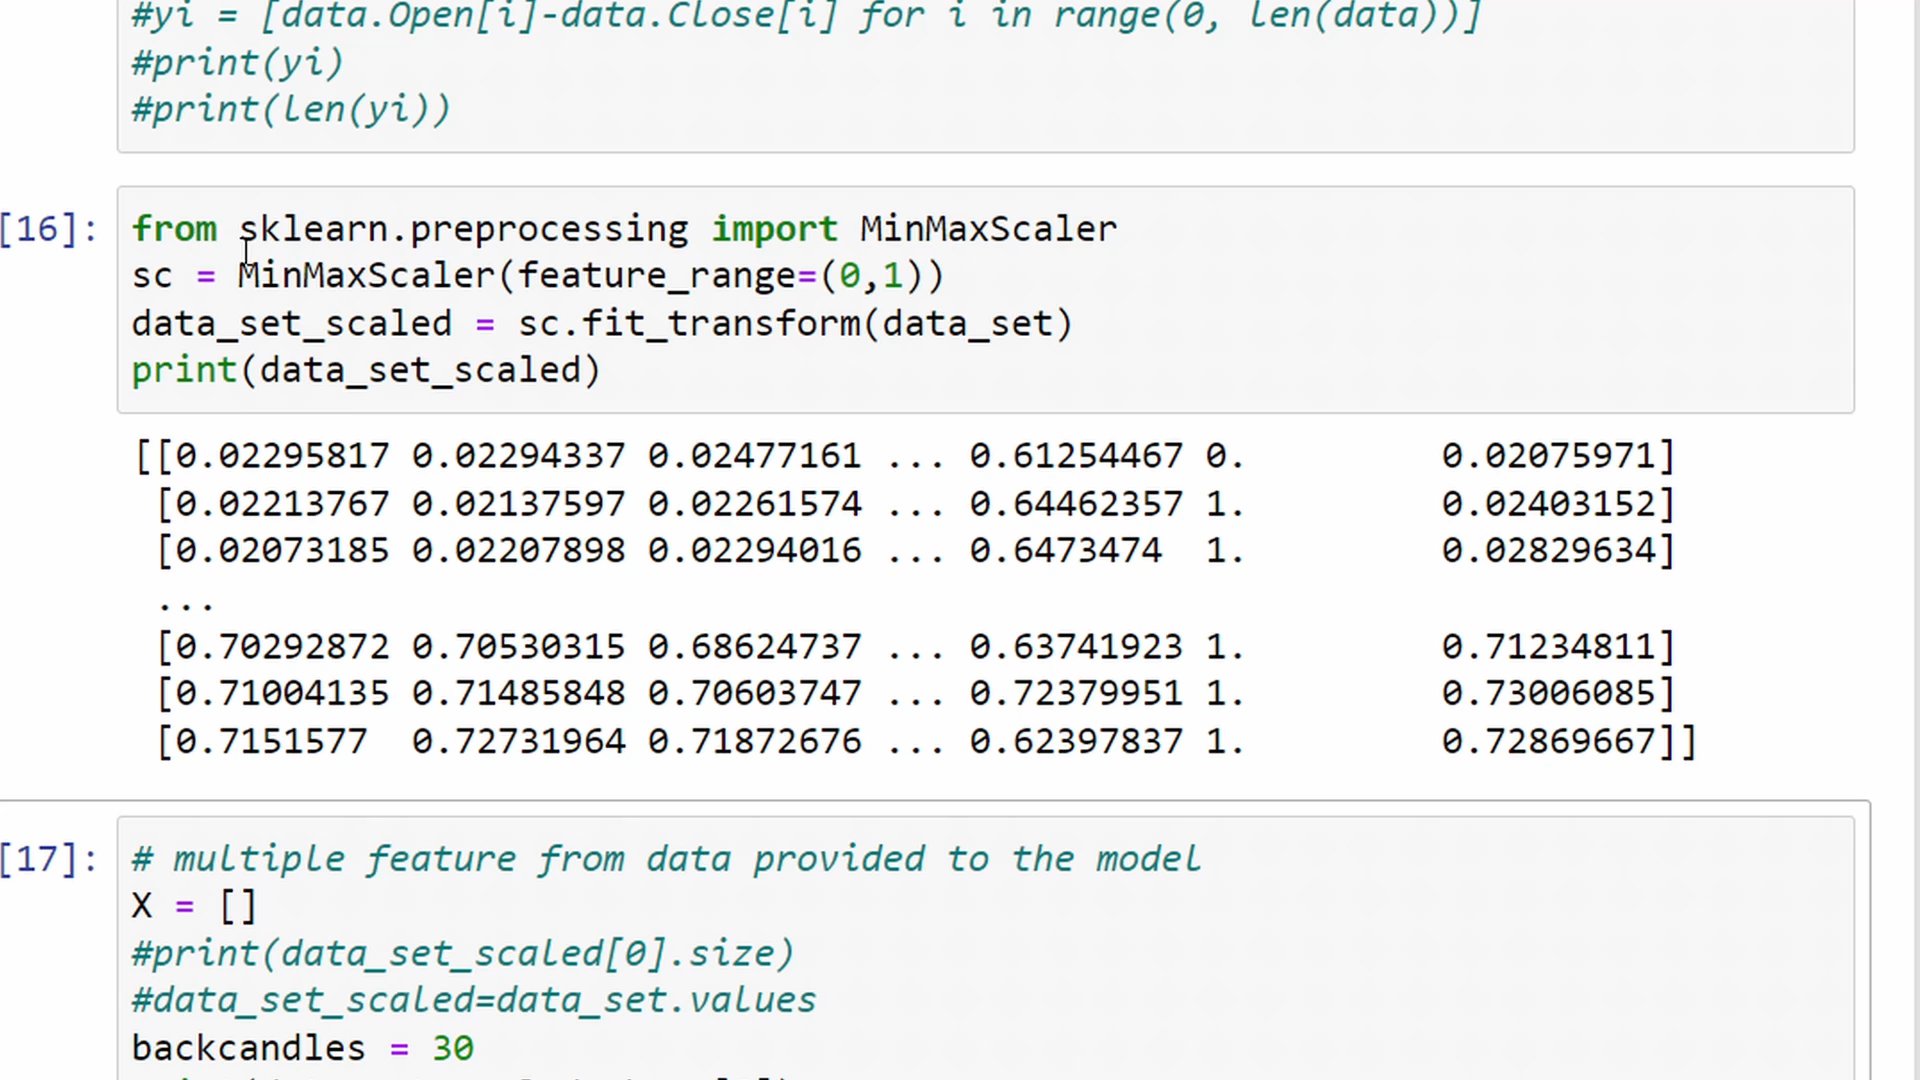 #yi = [data.Open[i]-data.Close[i] for i in range(0, len(data))]
#print(yi)
#print(len(yi))
[16]:
from sklearn.preprocessing import MinMaxScaler
sc = MinMaxScaler(feature_range=(0,1))
data_set_scaled = sc.fit_transform(data_set)
print(data_set_scaled)
[[0.02295817 0.02294337 0.02477161 ... 0.61254467 0.         0.02075971]
 [0.02213767 0.02137597 0.02261574 ... 0.64462357 1.         0.02403152]
 [0.02073185 0.02207898 0.02294016 ... 0.6473474  1.         0.02829634]
 ...
 [0.70292872 0.70530315 0.68624737 ... 0.63741923 1.         0.71234811]
 [0.71004135 0.71485848 0.70603747 ... 0.72379951 1.         0.73006085]
 [0.7151577  0.72731964 0.71872676 ... 0.62397837 1.         0.72869667]]
[17]:
# multiple feature from data provided to the model
X = []
#print(data_set_scaled[0].size)
#data_set_scaled=data_set.values
backcandles = 30